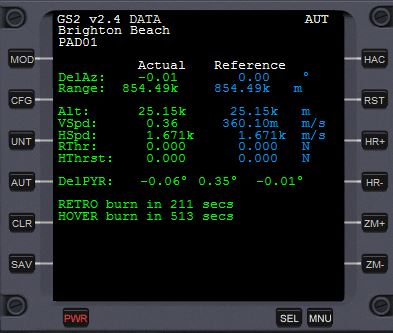 GS2 v2.4 DATA AUT
Brighton Beach
PAD01
Actual Reference
DelAz: -0.01 0.00 °
Range: 854.49k 854.49k m
Alt: 25.15k 25.15k m
VSpd: 0.36 360.10m m/s
HSpd: 1.671k 1.671k m/s
RThr: 0.000 0.000 N
HThrst: 0.000 0.000 N
DelPYR: -0.06° 0.35° -0.01°
RETRO burn in 211 secs
HOVER burn in 513 secs
MOD HAC
CFG RST
UNT HR+
AUT HR-
CLR ZM+
SAV ZM-
PWR SEL MNU